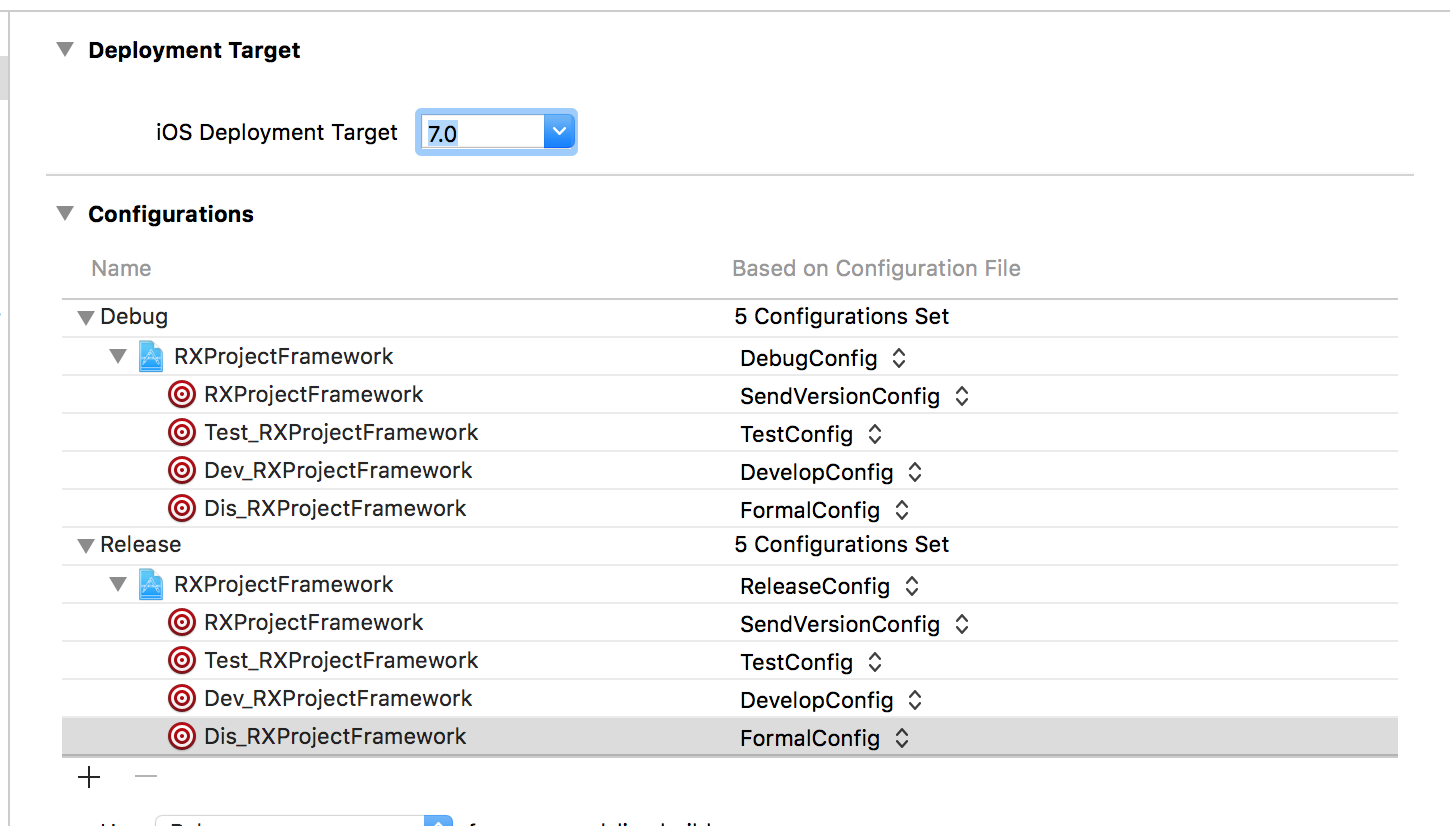 Deployment Target
iOS Deployment Target 7.0
Configurations
Name Based on Configuration File
Debug 5 Configurations Set
RXProjectFramework DebugConfig
RXProjectFramework SendVersionConfig
Test_RXProjectFramework TestConfig
Dev_RXProjectFramework DevelopConfig
Dis_RXProjectFramework FormalConfig
Release 5 Configurations Set
RXProjectFramework ReleaseConfig
RXProjectFramework SendVersionConfig
Test_RXProjectFramework TestConfig
Dev_RXProjectFramework DevelopConfig
Dis_RXProjectFramework FormalConfig